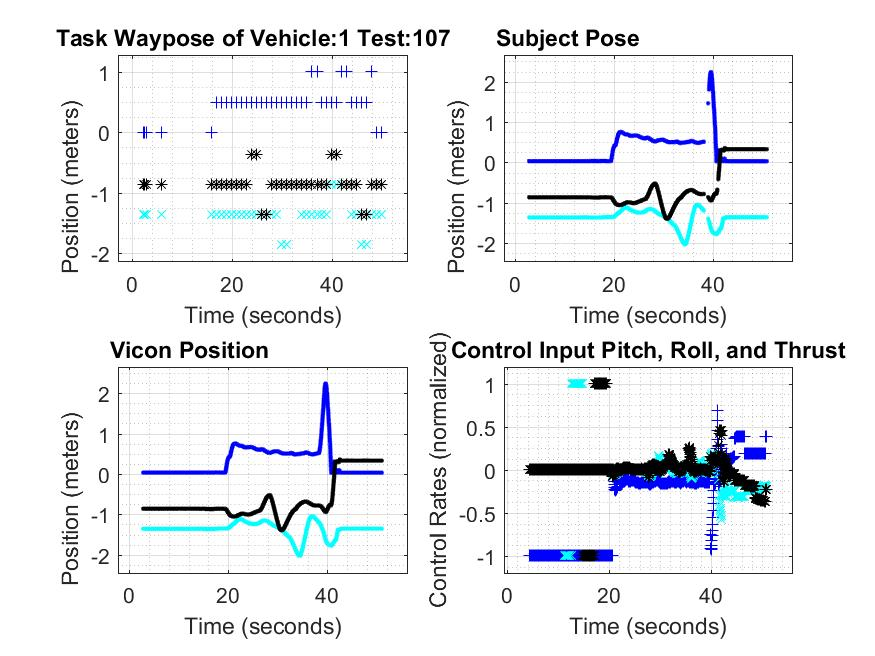 Task Waypose of Vehicle:1 Test:107
Position (meters)
1
0
-1
-2
0
20
40
Time (seconds)
Subject Pose
Position (meters)
2
1
0
-1
-2
0
20
40
Time (seconds)
Vicon Position
Position (meters)
2
1
0
-1
-2
0
20
40
Time (seconds)
Control Input Pitch, Roll, and Thrust
Control Rates (normalized)
1
0.5
0
-0.5
-1
0
20
40
Time (seconds)